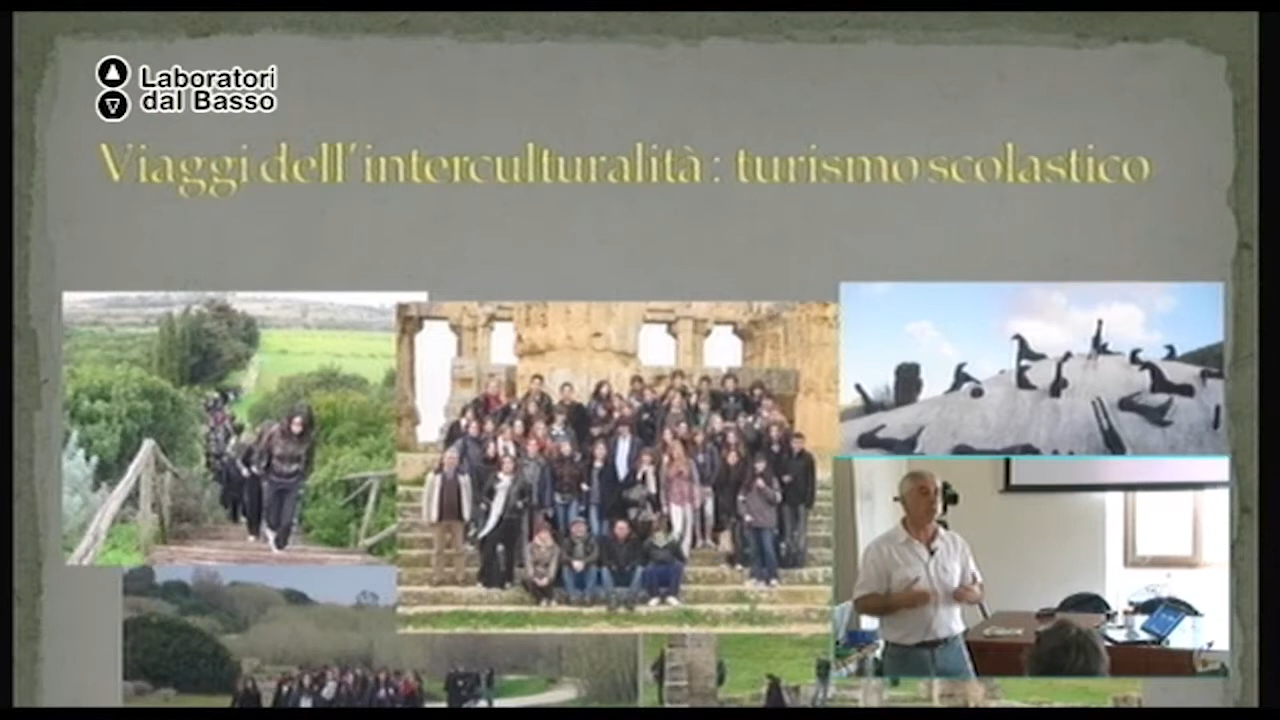 Laboratori
dal Basso
Viaggi dell'interculturalità : turismo scolastico